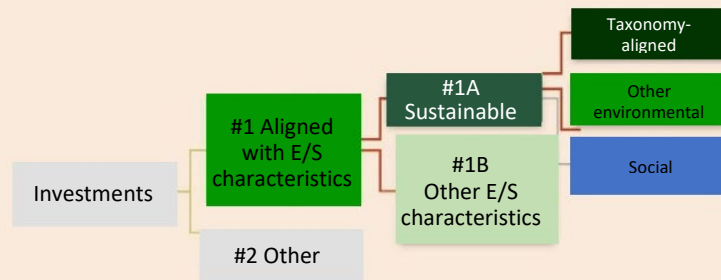 Investments
#1 Aligned
with E/S
characteristics
#2 Other
#1A
Sustainable
#1B
Other E/S
characteristics
Taxonomy-
aligned
Other
environmental
Social